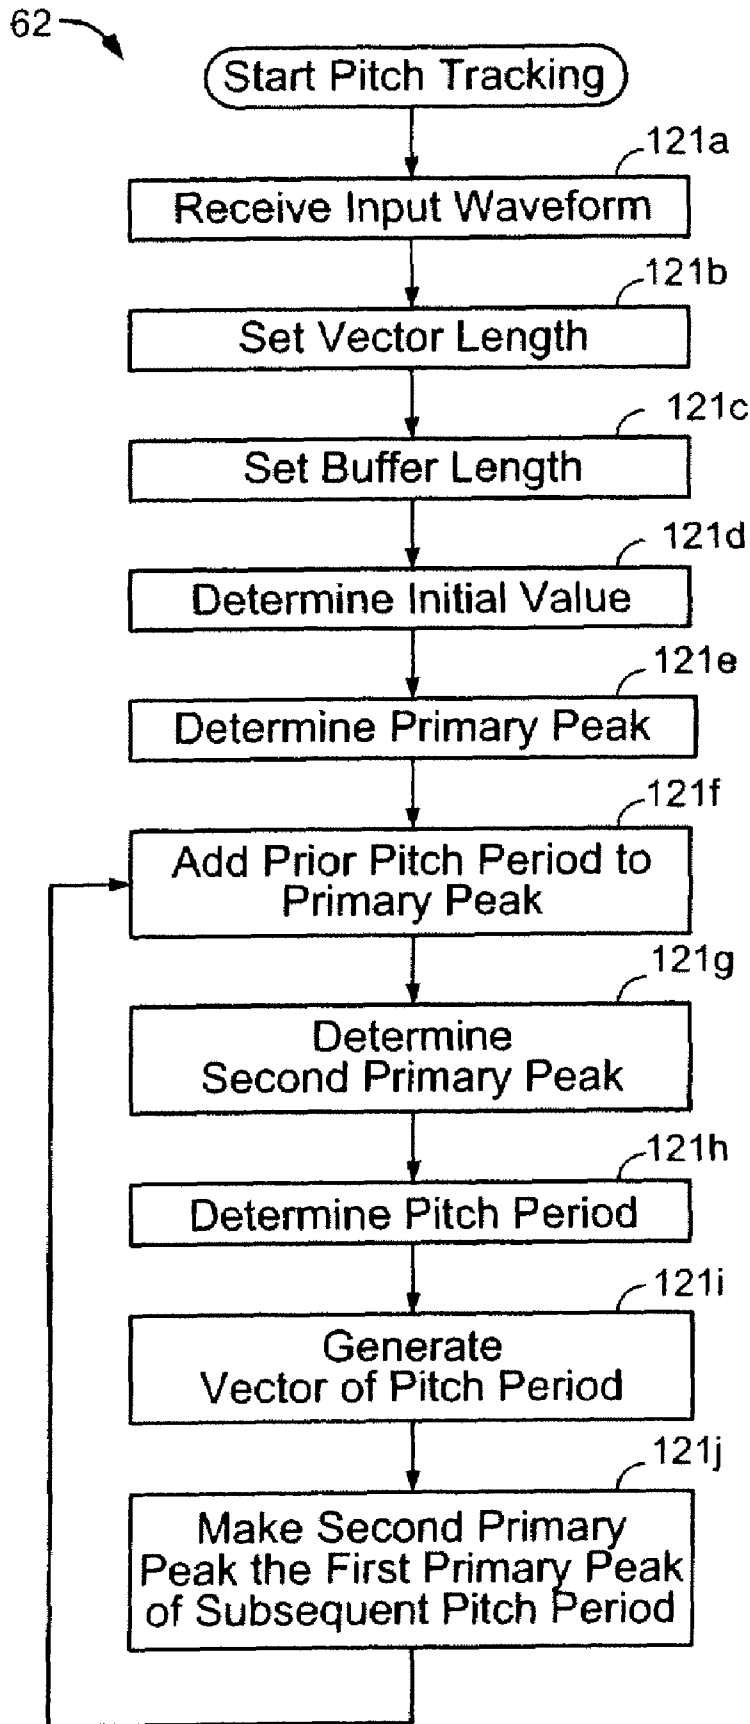 62
Start Pitch Tracking
121a
Receive Input Waveform
121b
Set Vector Length
121c
Set Buffer Length
121d
Determine Initial Value
121e
Determine Primary Peak
121f
Add Prior Pitch Period to
Primary Peak
121g
Determine
Second Primary Peak
121h
Determine Pitch Period
121i
Generate
Vector of Pitch Period
121j
Make Second Primary
Peak the First Primary Peak
of Subsequent Pitch Period